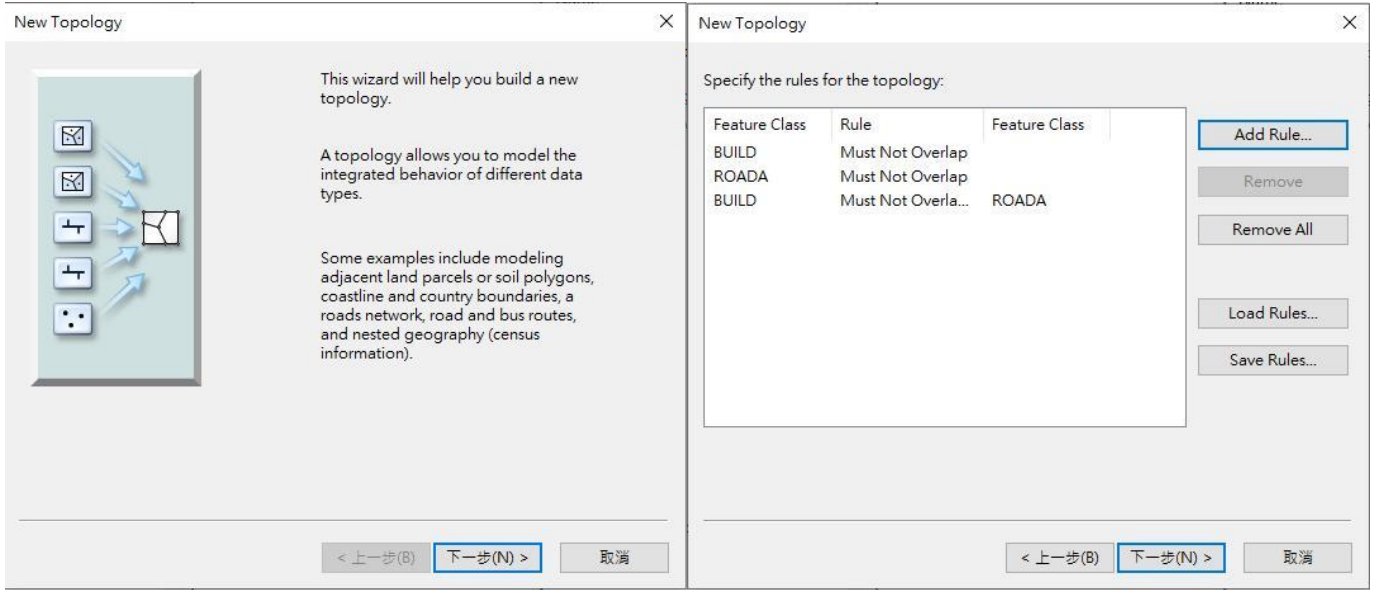 New Topology
This wizard will help you build a new
topology.
A topology allows you to model the
integrated behavior of different data
types.
Some examples include modeling
adjacent land parcels or soil polygons,
coastline and country boundaries, a
roads network, road and bus routes,
and nested geography (census
information).
< 上一步(B) 下一步(N) > 取消
New Topology
Specify the rules for the topology:
Feature Class Rule Feature Class
BUILD Must Not Overlap
ROADA Must Not Overlap
BUILD Must Not Overla... ROADA
Add Rule...
Remove
Remove All
Load Rules...
Save Rules...
< 上一步(B) 下一步(N) > 取消